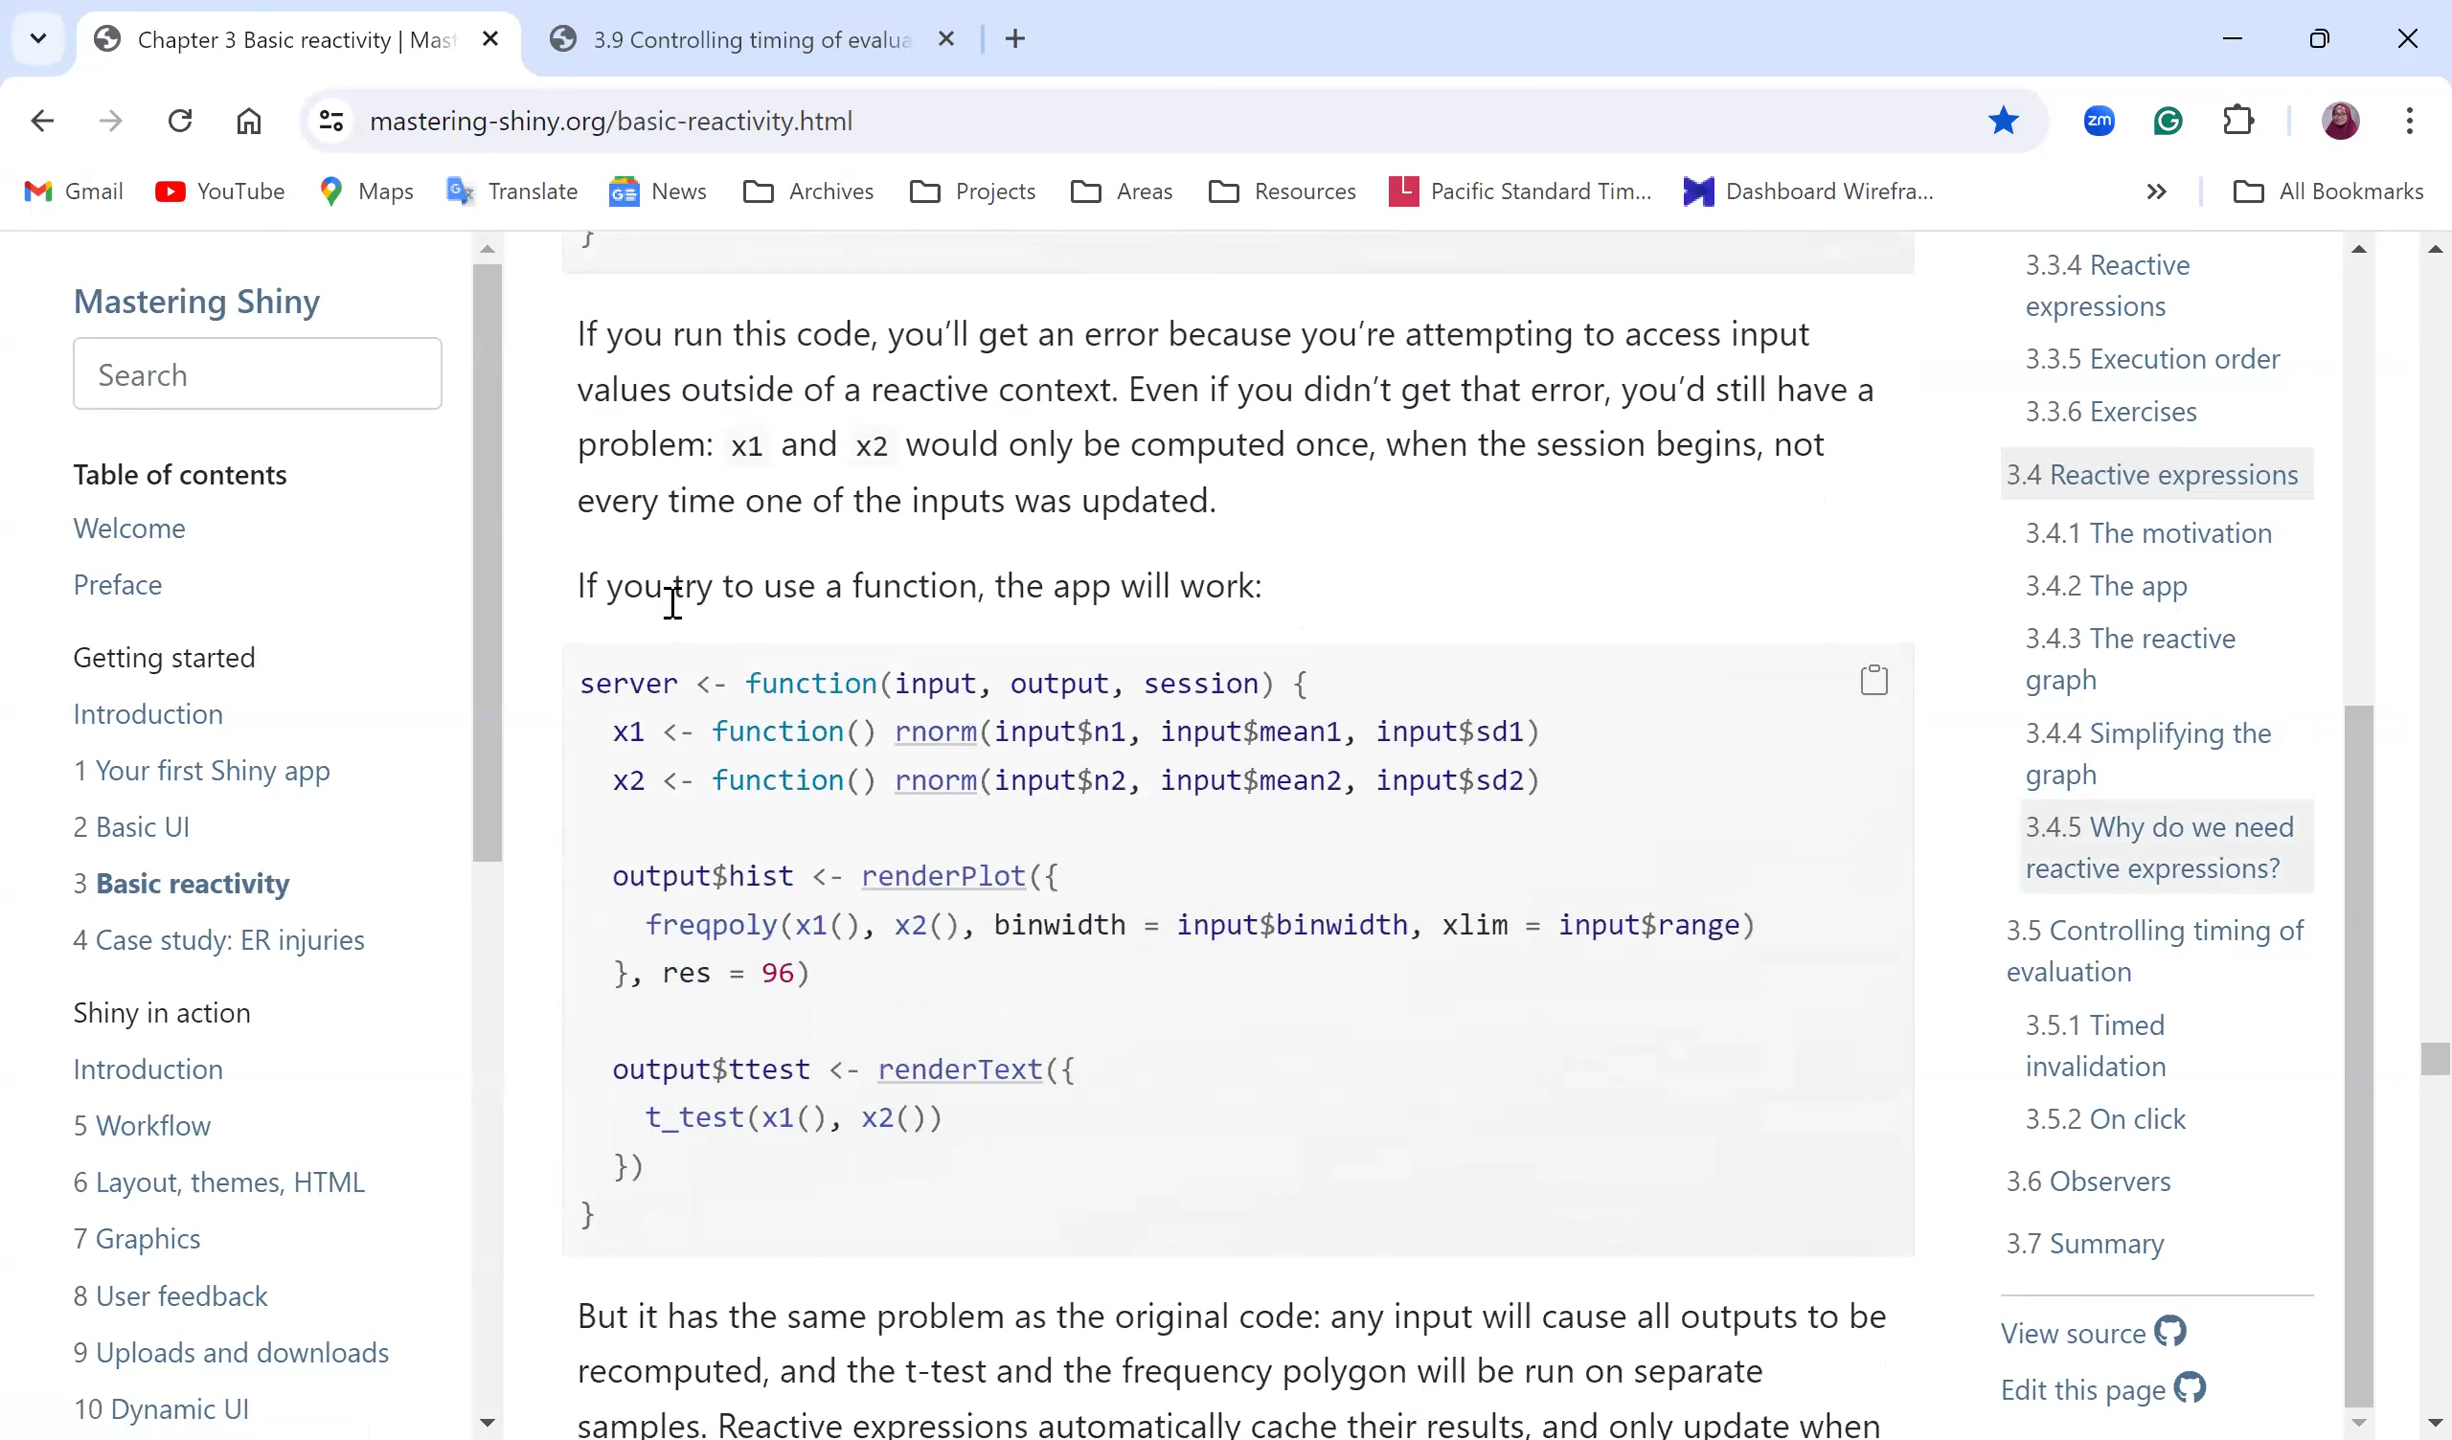 Chapter 3 Basic reactivity | Mast
3.9 Controlling timing of evalua
mastering-shiny.org/basic-reactivity.html
zm
Gmail
YouTube
Maps
Translate
News
Archives
Projects
Areas
Resources
Pacific Standard Tim...
Dashboard Wirefra...
All Bookmarks
Mastering Shiny
Search
Table of contents
Welcome
Preface
Getting started
Introduction
1 Your first Shiny app
2 Basic UI
3 Basic reactivity
4 Case study: ER injuries
Shiny in action
Introduction
5 Workflow
6 Layout, themes, HTML
7 Graphics
8 User feedback
9 Uploads and downloads
10 Dynamic UI
}
If you run this code, you’ll get an error because you’re attempting to access input
values outside of a reactive context. Even if you didn’t get that error, you’d still have a
problem: x1 and x2 would only be computed once, when the session begins, not
every time one of the inputs was updated.
If you try to use a function, the app will work:
server <- function(input, output, session) {
  x1 <- function() rnorm(input$n1, input$mean1, input$sd1)
  x2 <- function() rnorm(input$n2, input$mean2, input$sd2)
  output$hist <- renderPlot({
    freqpoly(x1(), x2(), binwidth = input$binwidth, xlim = input$range)
  }, res = 96)
  output$ttest <- renderText({
    t_test(x1(), x2())
  })
}
But it has the same problem as the original code: any input will cause all outputs to be
recomputed, and the t-test and the frequency polygon will be run on separate
samples. Reactive expressions automatically cache their results, and only update when
3.3.4 Reactive
expressions
3.3.5 Execution order
3.3.6 Exercises
3.4 Reactive expressions
3.4.1 The motivation
3.4.2 The app
3.4.3 The reactive
graph
3.4.4 Simplifying the
graph
3.4.5 Why do we need
reactive expressions?
3.5 Controlling timing of
evaluation
3.5.1 Timed
invalidation
3.5.2 On click
3.6 Observers
3.7 Summary
View source
Edit this page